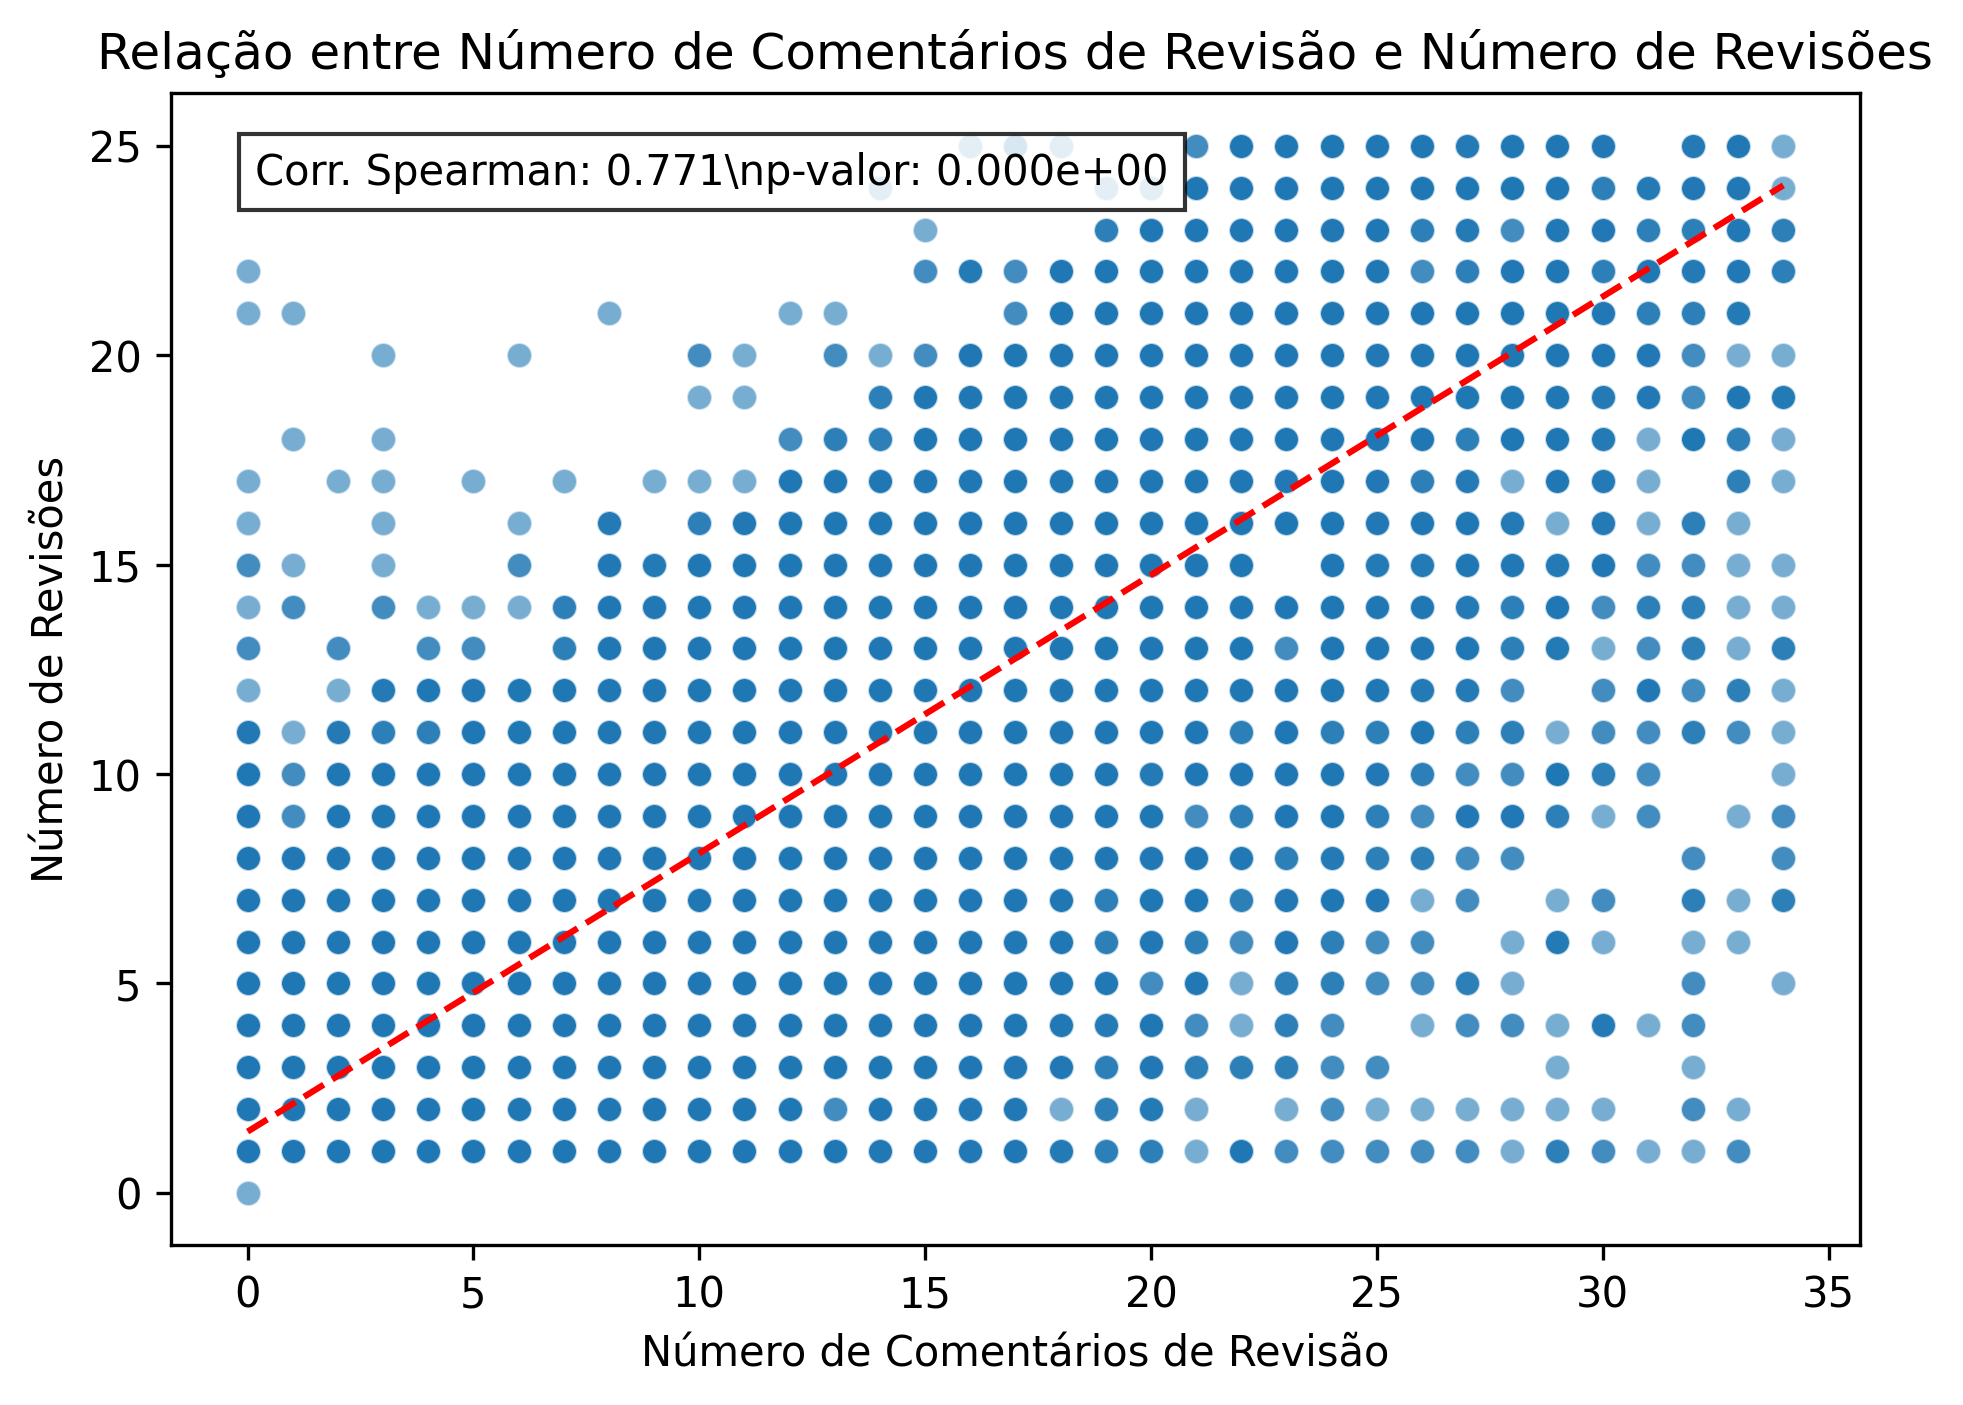 Relação entre Número de Comentários de Revisão e Número de Revisões
Corr. Spearman: 0.771\np-valor: 0.000e+00
Número de Revisões
25
20
15
10
5
0
0 5 10 15 20 25 30 35
Número de Comentários de Revisão